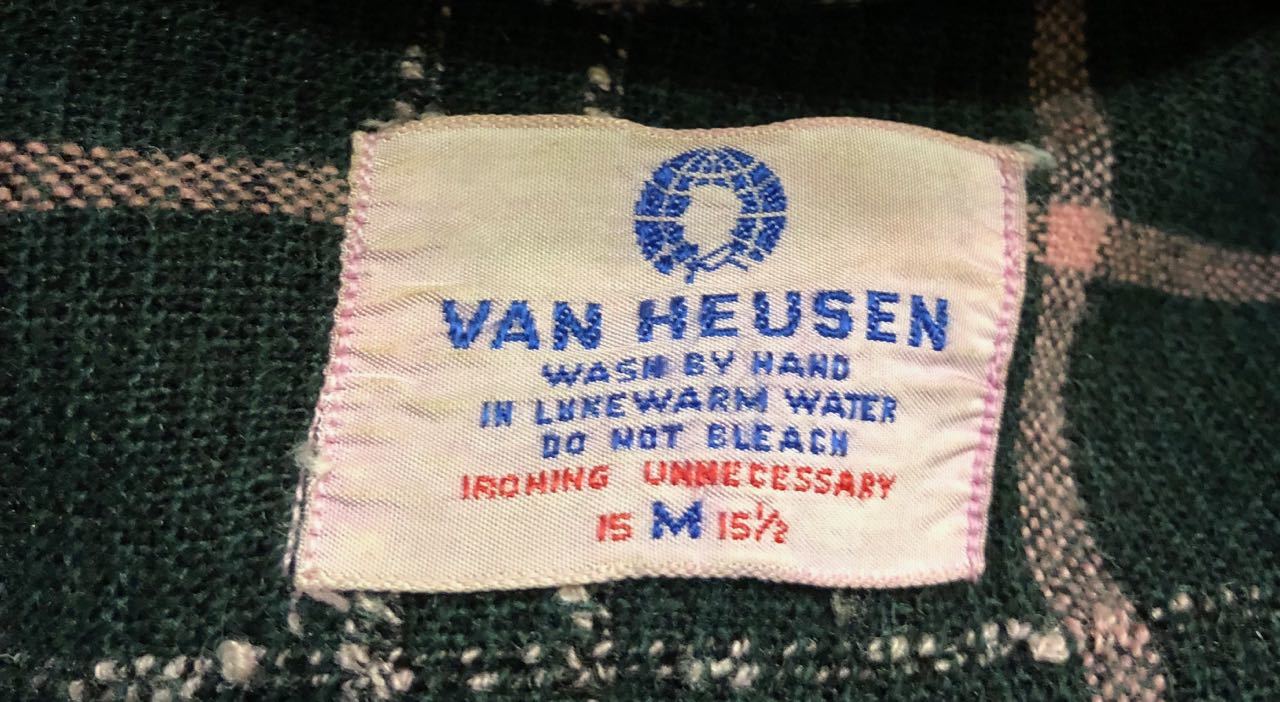 VAN HEUSEN
WASH BY HAND
IN LUKEWARM WATER
DO NOT BLEACH
IRONING UNNECESSARY
15 M 15½